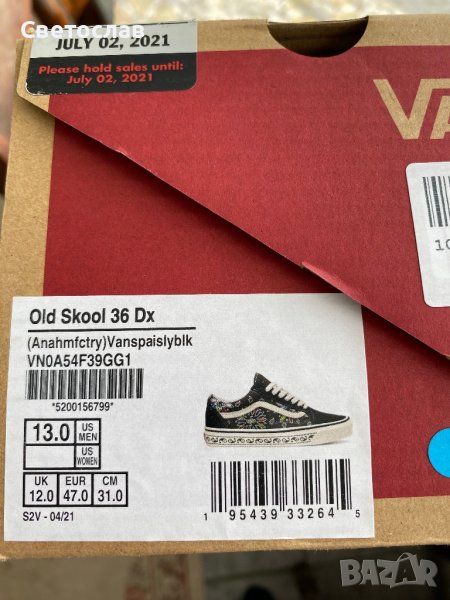 Светослав
JULY 02, 2021
Please hold sales until:
July 02, 2021
VA
10
Old Skool 36 Dx
(Anahmfctry)Vanspaislyblk
VN0A54F39GG1
*5200156799*
13.0 US MEN
US WOMEN
UK EUR CM
12.0 47.0 31.0
S2V - 04/21
1 95439 33264 5
BAZAR